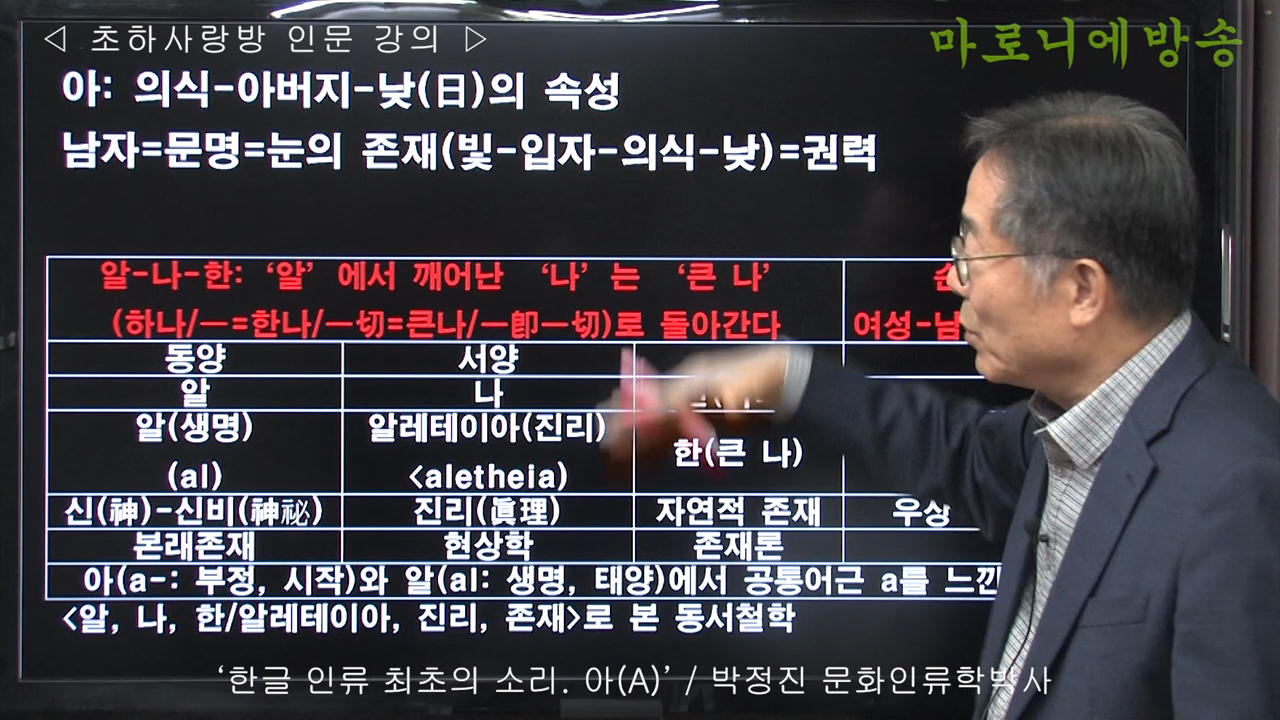 ◁ 초하사랑방 인문 강의 ▷
마로니에방송
아: 의식-아버지-낮(日)의 속성
남자=문명=눈의 존재(빛-입자-의식-낮)=권력
알-나-한: ‘알’ 에서 깨어난 ‘나’ 는 ‘큰 나’
(하나/一=한나/一切=큰나/一卽一切)로 돌아간다
여성-남
동양 서양
알 나
알(생명) 알레테이아(진리)
한(큰 나)
(al) <aletheia)
신(神)-신비(神祕) 진리(眞理) 자연적 존재 우상
본래존재 현상학 존재론
아(a-: 부정, 시작)와 알(al: 생명, 태양)에서 공통어근 a를 느낀
<알, 나, 한/알레테이아, 진리, 존재>로 본 동서철학
‘한글 인류 최초의 소리. 아(A)’ / 박정진 문화인류학박사